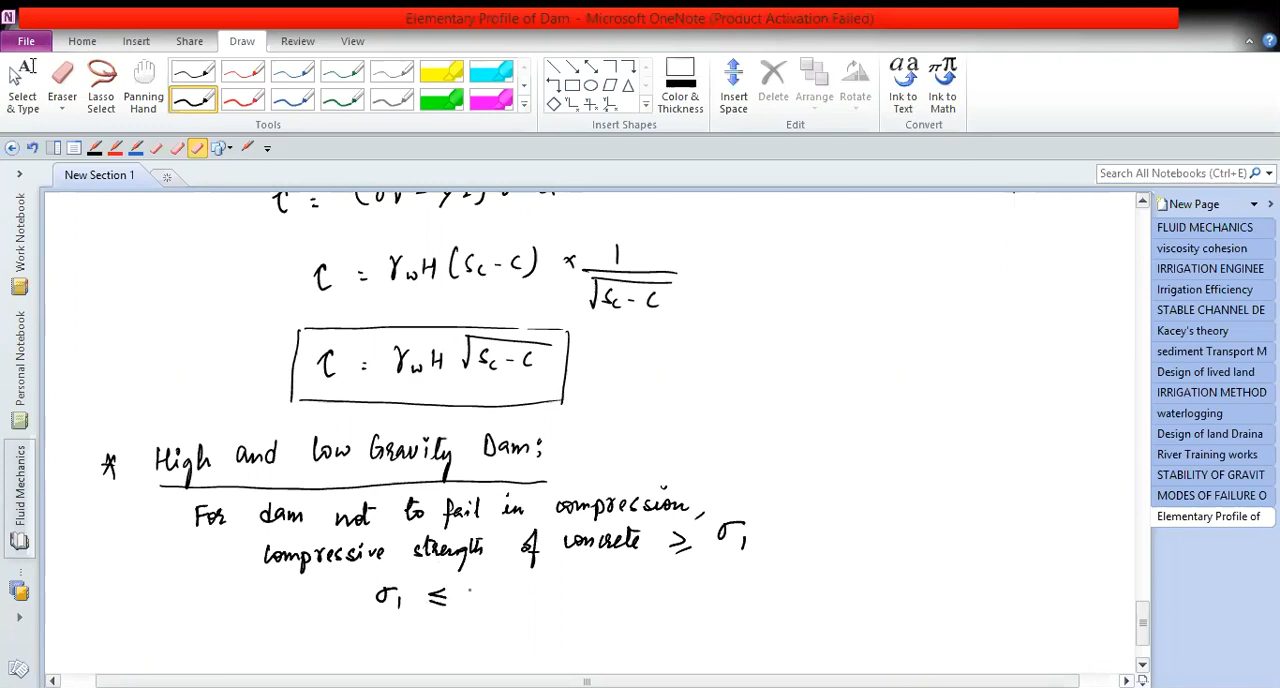 Elementary Profile of Dam. - Microsoft OneNote (Product Activation Failed)
File Home Insert Share Draw Review View
Select & Type Eraser Lasso Select Panning Hand Color & Thickness Insert Space Delete Arrange Rotate Ink to Text Ink to Math
Tools Insert Shapes Edit Convert
New Section 1
Search All Notebooks (Ctrl+E)
Work Notebook
Personal Notebook
Fluid Mechanics
New Page
FLUID MECHANICS
viscosity cohesion
IRRIGATION ENGINEE
Irrigation Efficiency
STABLE CHANNEL DE
Kacey's theory
sediment Transport M
Design of lived land
IRRIGATION METHOD
waterlogging
Design of land Draina
River Training works
STABILITY OF GRAVIT
MODES OF FAILURE O
Elementary Profile of
τ = γwH (Sc - C) × 1/√(Sc - C)
τ = γwH √(Sc - C)
* High and low Gravity Dam:
For dam not to fail in compression,
compressive strength of concrete ≥ σ1
σ1 ≤